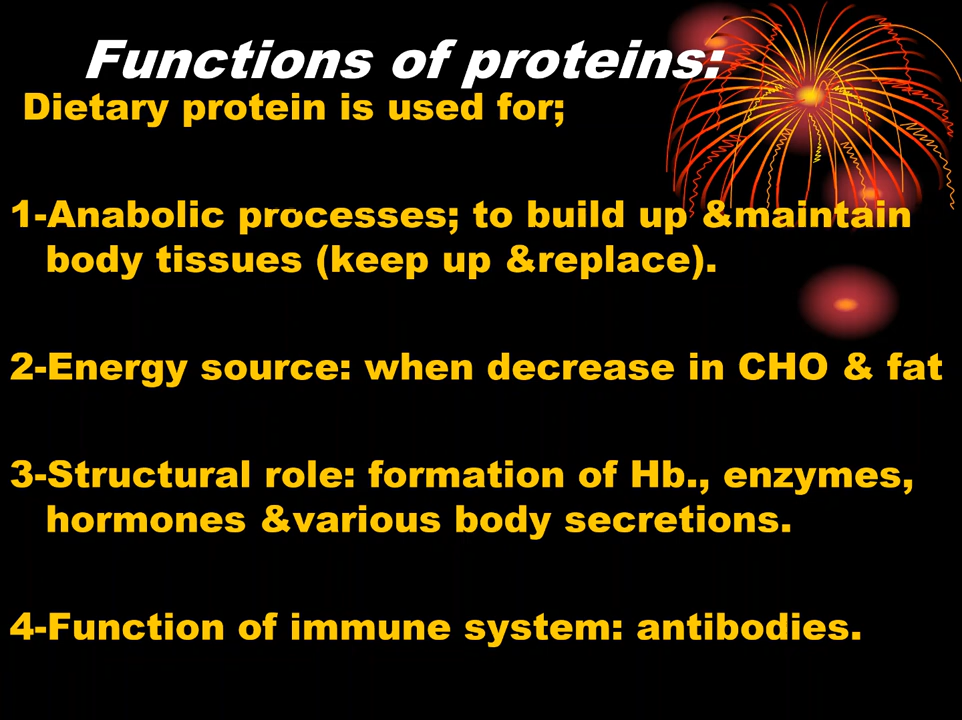 Functions of proteins:
Dietary protein is used for;
1-Anabolic processes; to build up &maintain
body tissues (keep up &replace).
2-Energy source: when decrease in CHO & fat
3-Structural role: formation of Hb., enzymes,
hormones &various body secretions.
4-Function of immune system: antibodies.